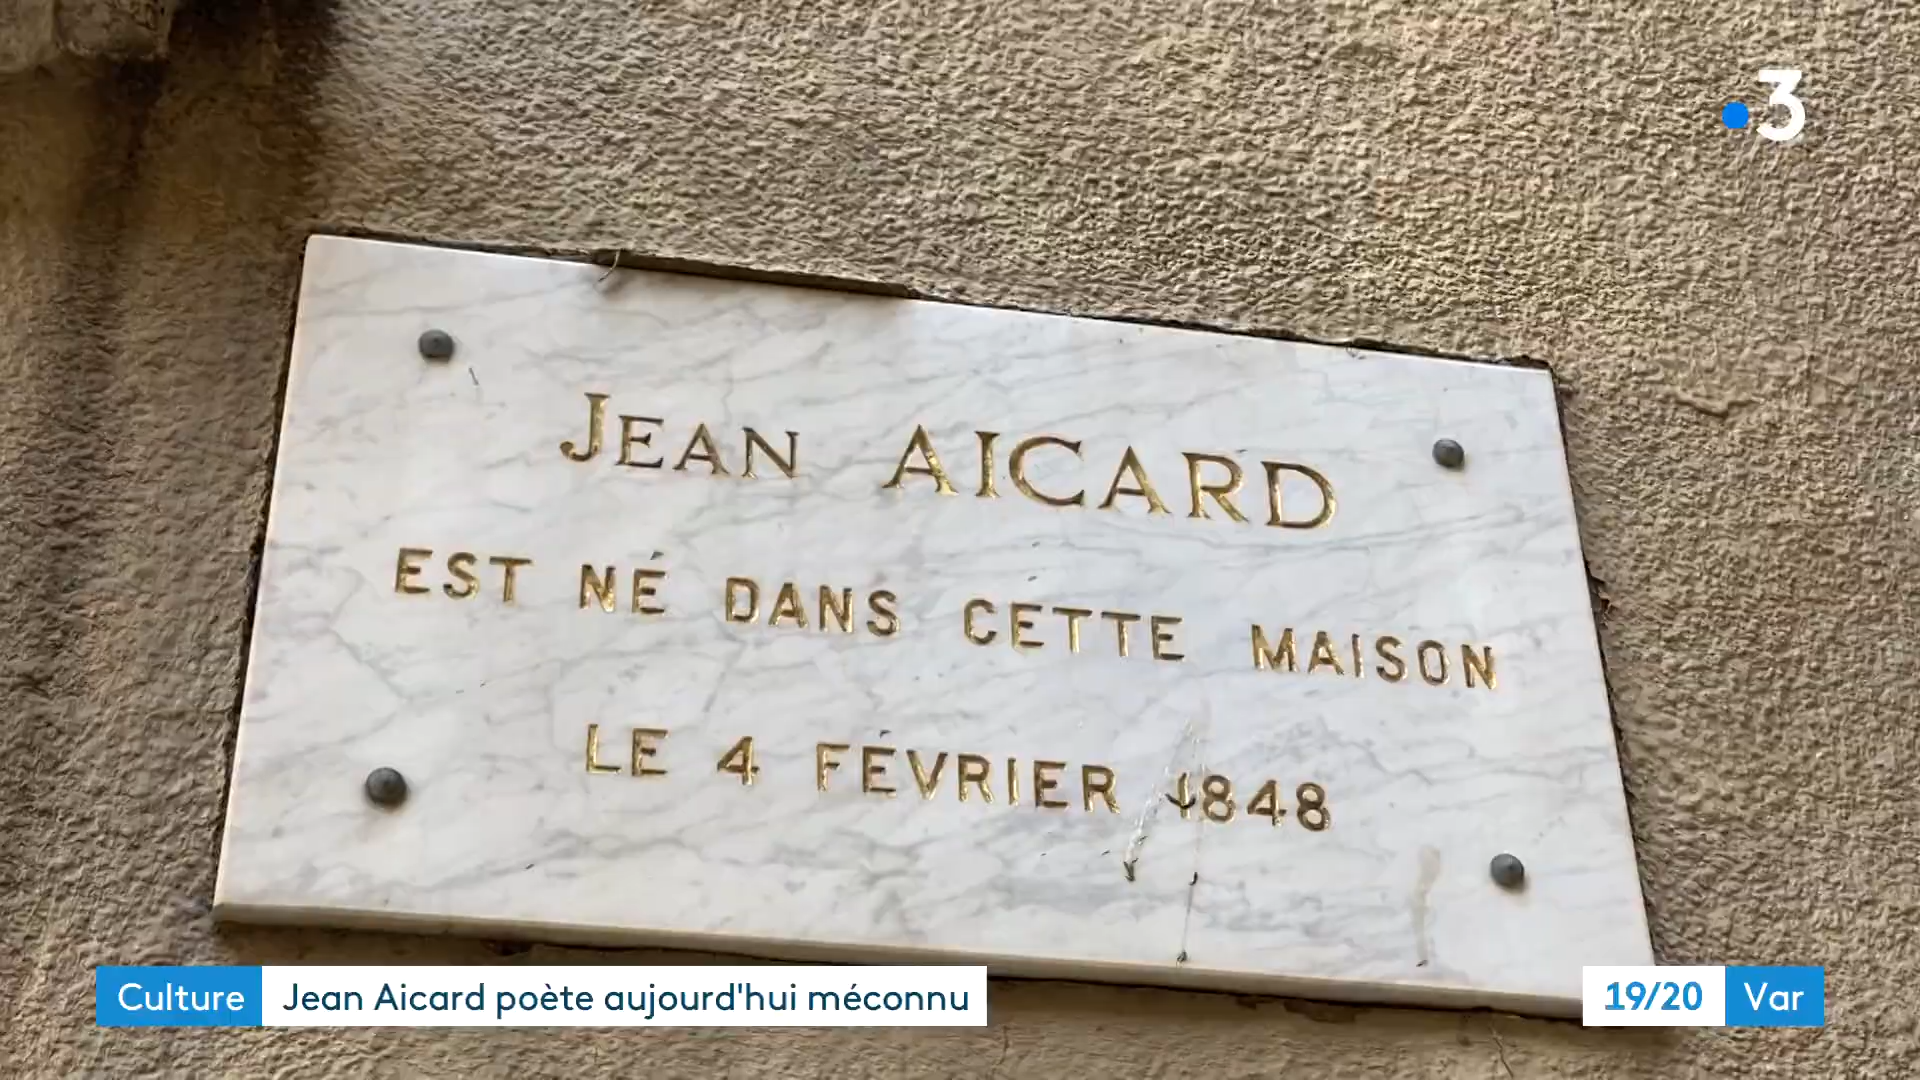 3
JEAN AICARD
EST NÉ DANS CETTE MAISON
LE 4 FÉVRIER 1848
Culture Jean Aicard poète aujourd'hui méconnu
19/20 Var